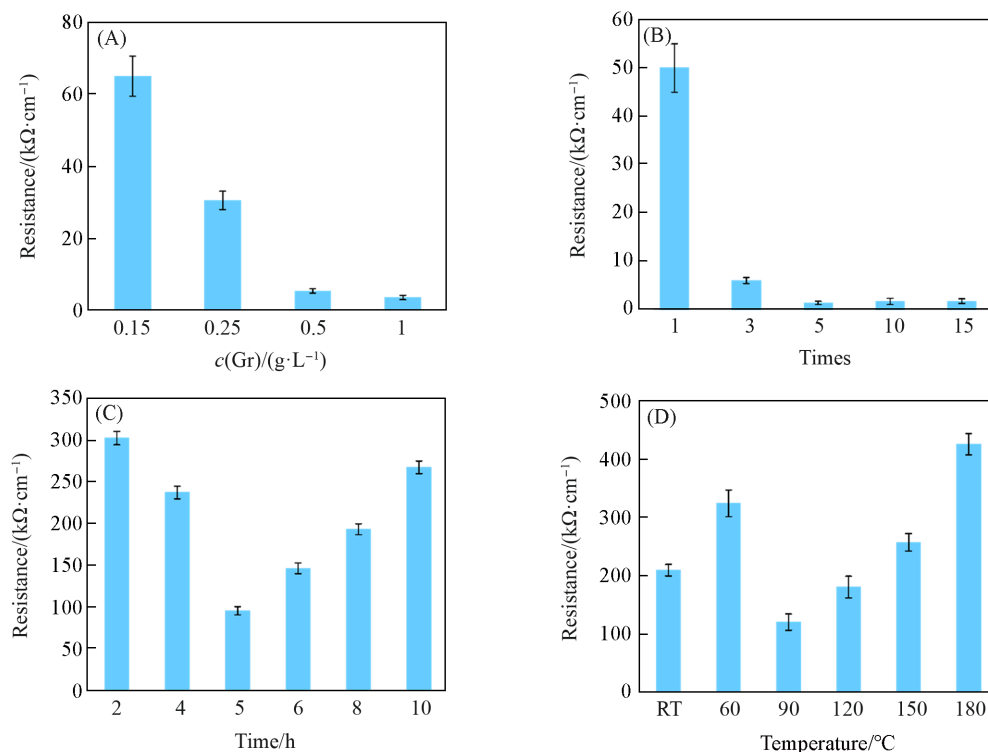 (A)
Resistance/(kΩ·cm⁻¹)
80
60
40
20
0
0.15 0.25 0.5 1
c(Gr)/(g·L⁻¹)
(B)
Resistance/(kΩ·cm⁻¹)
60
50
40
30
20
10
0
1 3 5 10 15
Times
(C)
Resistance/(kΩ·cm⁻¹)
350
300
250
200
150
100
50
0
2 4 5 6 8 10
Time/h
(D)
Resistance/(kΩ·cm⁻¹)
500
400
300
200
100
0
RT 60 90 120 150 180
Temperature/°C